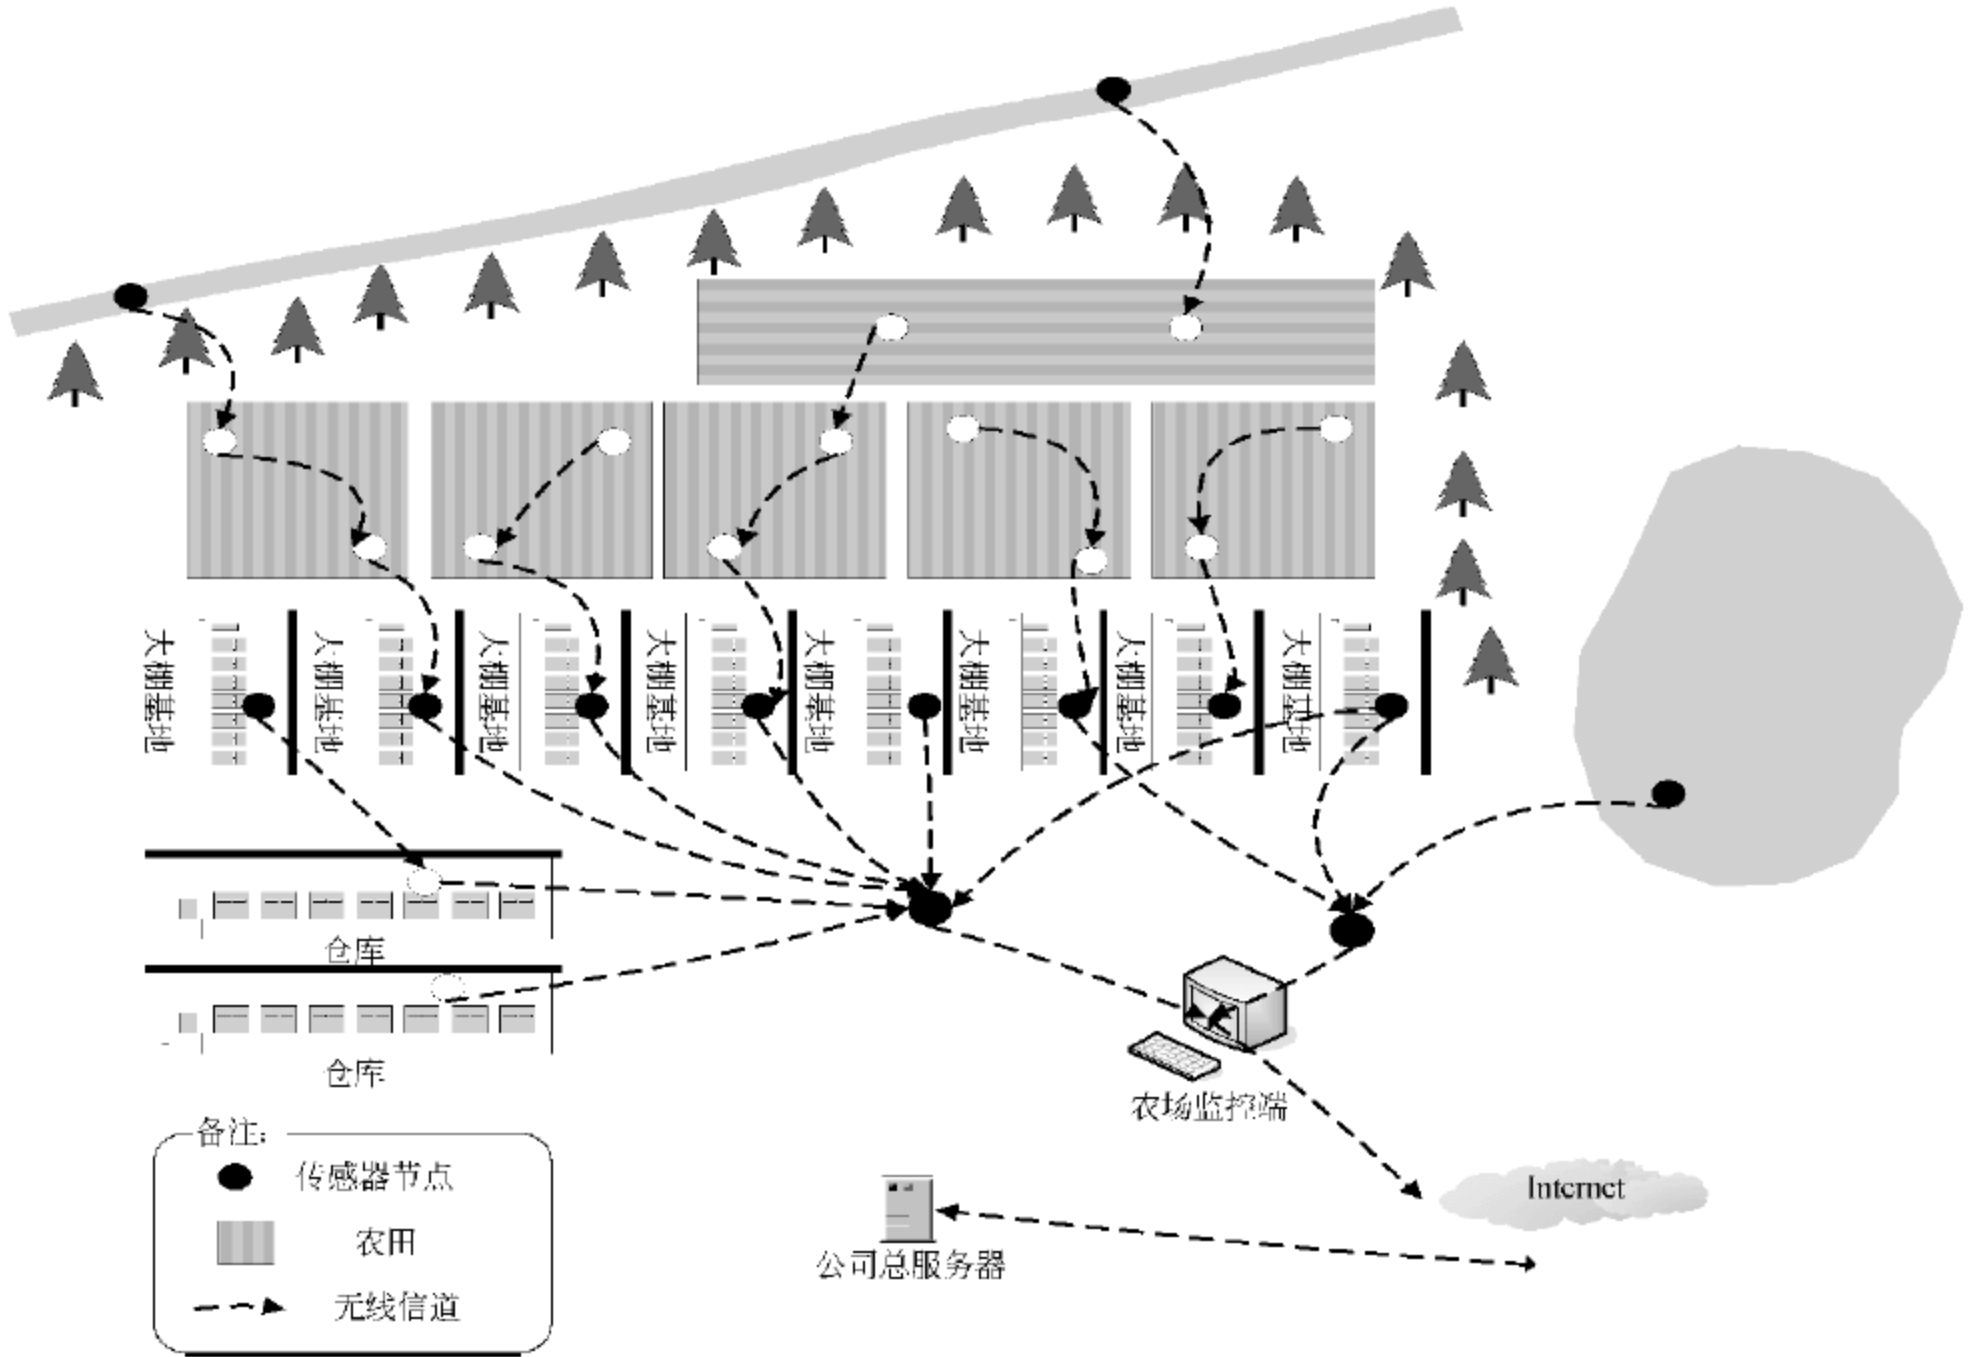 大棚基地
大棚基地
大棚基地
大棚基地
大棚基地
大棚基地
大棚基地
大棚基地
仓库
仓库
农场监控端
备注：
传感器节点
农田
无线信道
Internet
公司总服务器